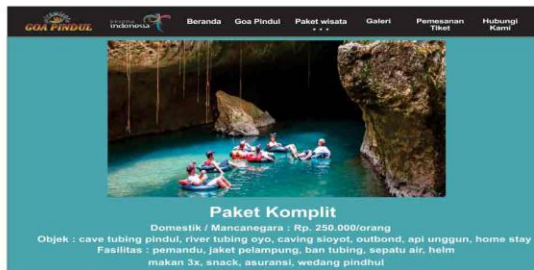 GOA PINDUL
indonesia
Beranda
Goa Pindul
Paket wisata
Galeri
Pemesanan
Tiket
Hubungi
Kami
Paket Komplit
Domestik / Mancanegara : Rp. 250.000/orang
Objek : cave tubing pindul, river tubing oyo, caving sioyot, outbond, api unggun, home stay
Fasilitas : pemandu, jaket pelampung, ban tubing, sepatu air, helm
makan 3x, snack, asuransi, wedang pindhul